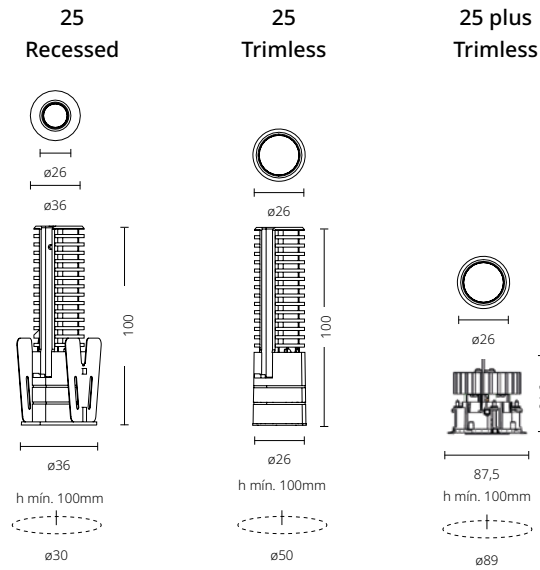 25
Recessed
ø26
ø36
100
ø36
h mín. 100mm
ø30
25
Trimless
ø26
100
ø26
h mín. 100mm
ø50
25 plus
Trimless
ø26
87,5
h mín. 100mm
ø89